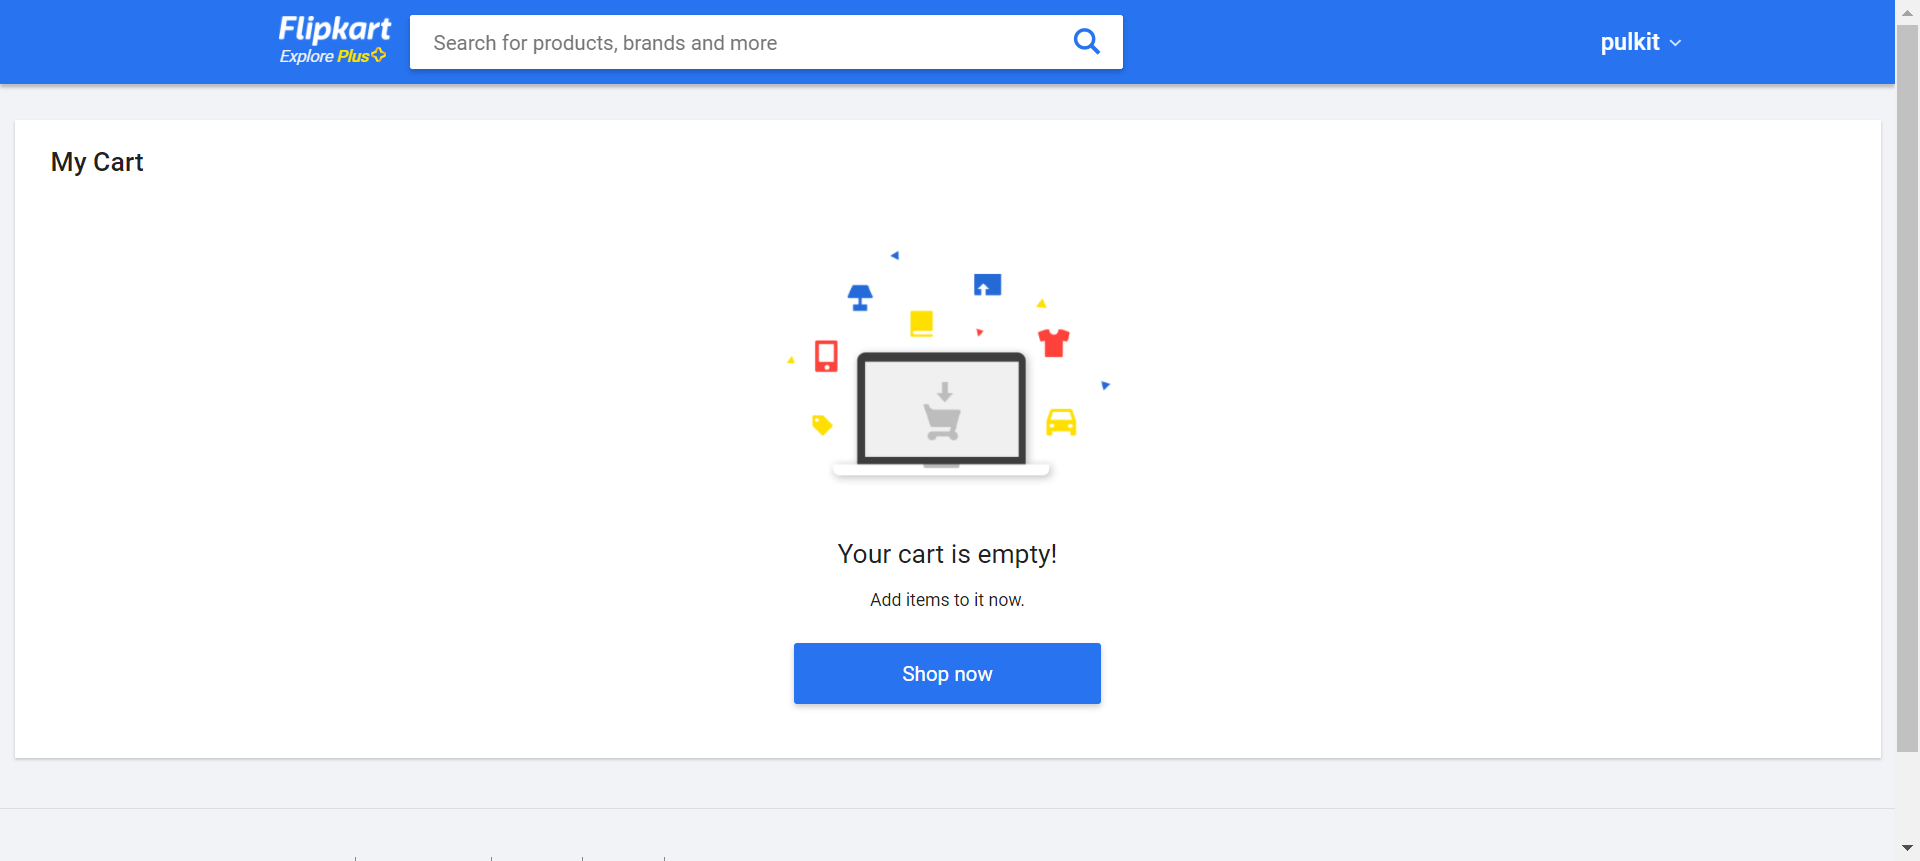 Flipkart
Explore Plus
Search for products, brands and more
pulkit
My Cart
Your cart is empty!
Add items to it now.
Shop now